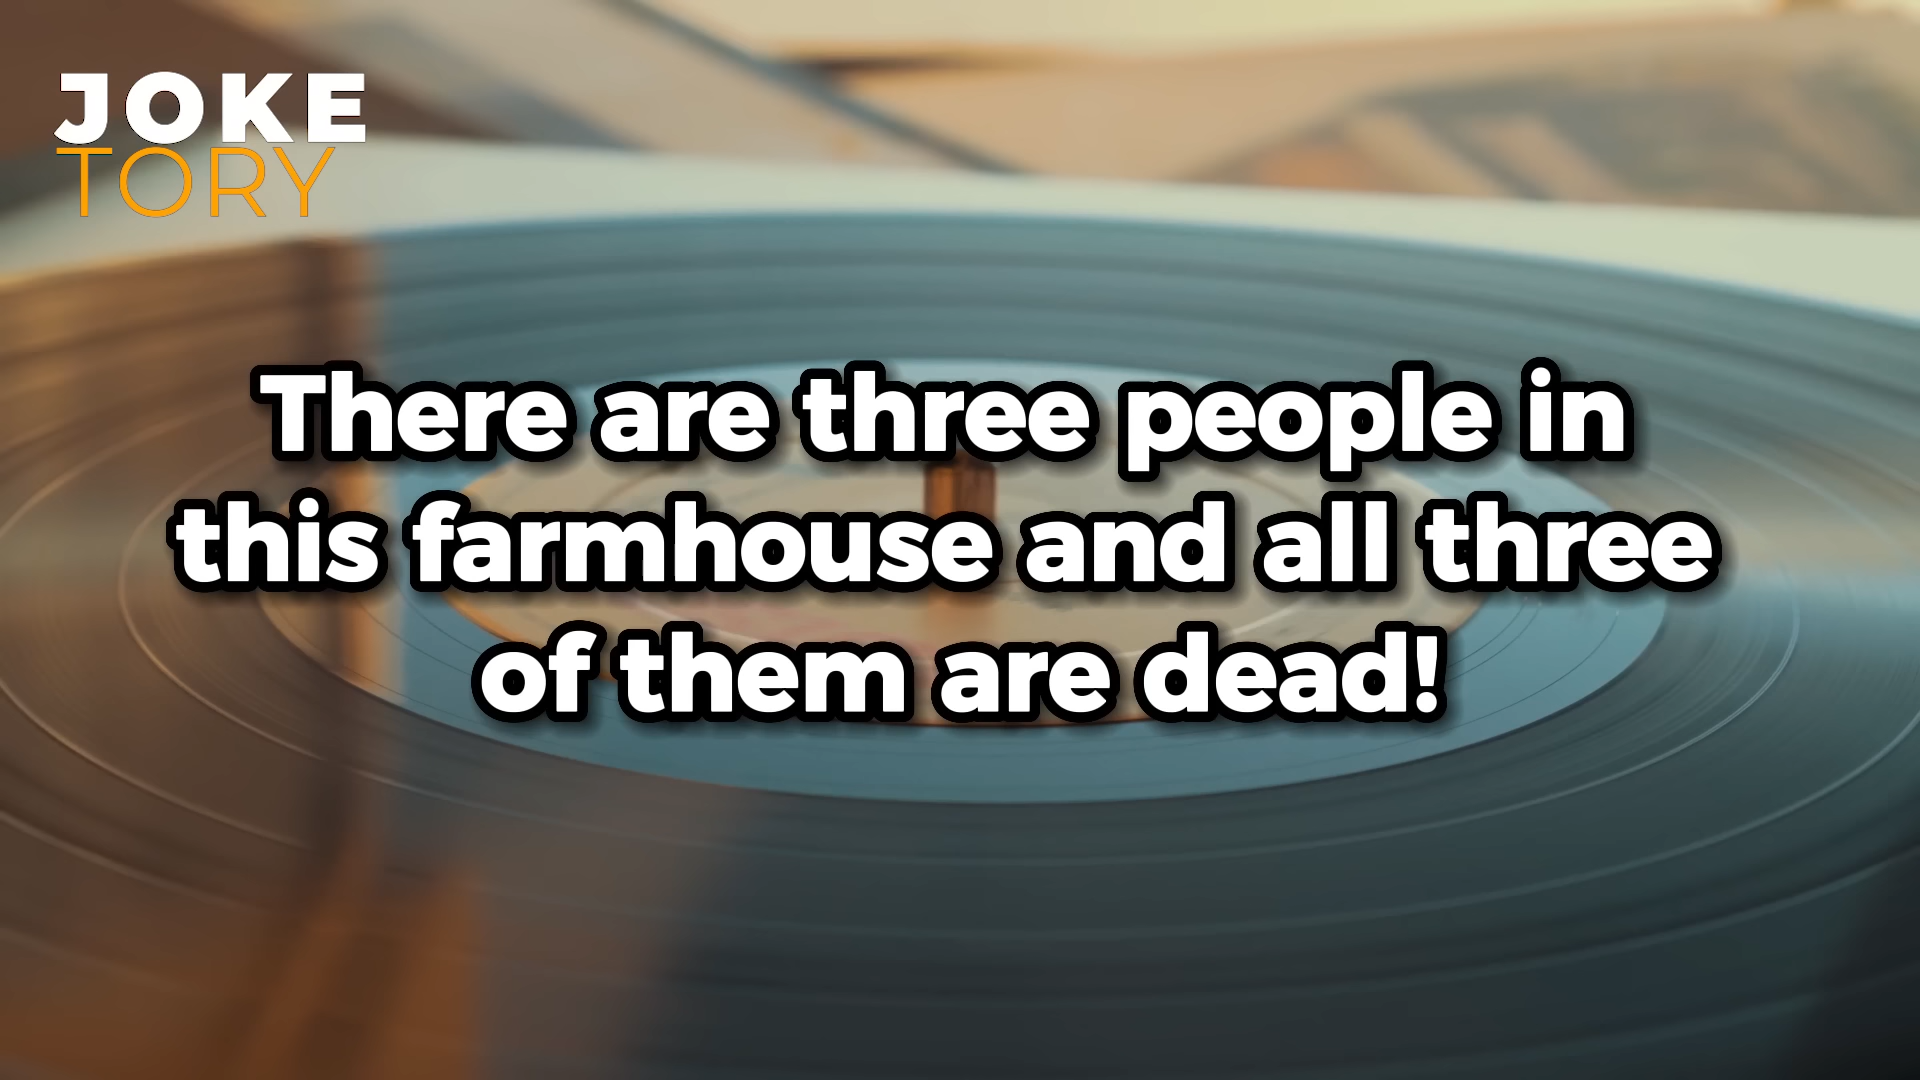 JOKE
TORY
There are three people in
this farmhouse and all three
of them are dead!